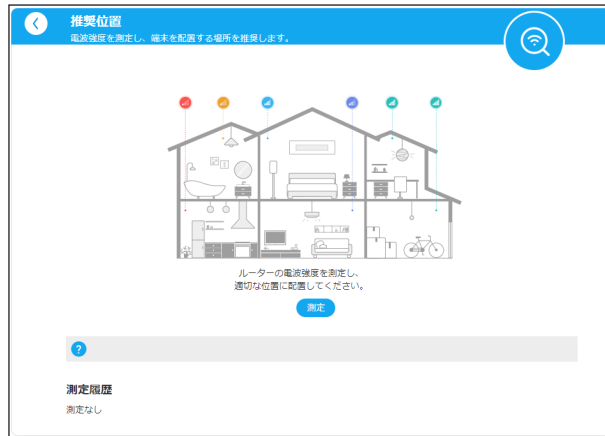 推奨位置
電波強度を測定し、端末を配置する場所を推奨します。
ルーターの電波強度を測定し、
適切な位置に配置してください。
測定
?
測定履歴
測定なし